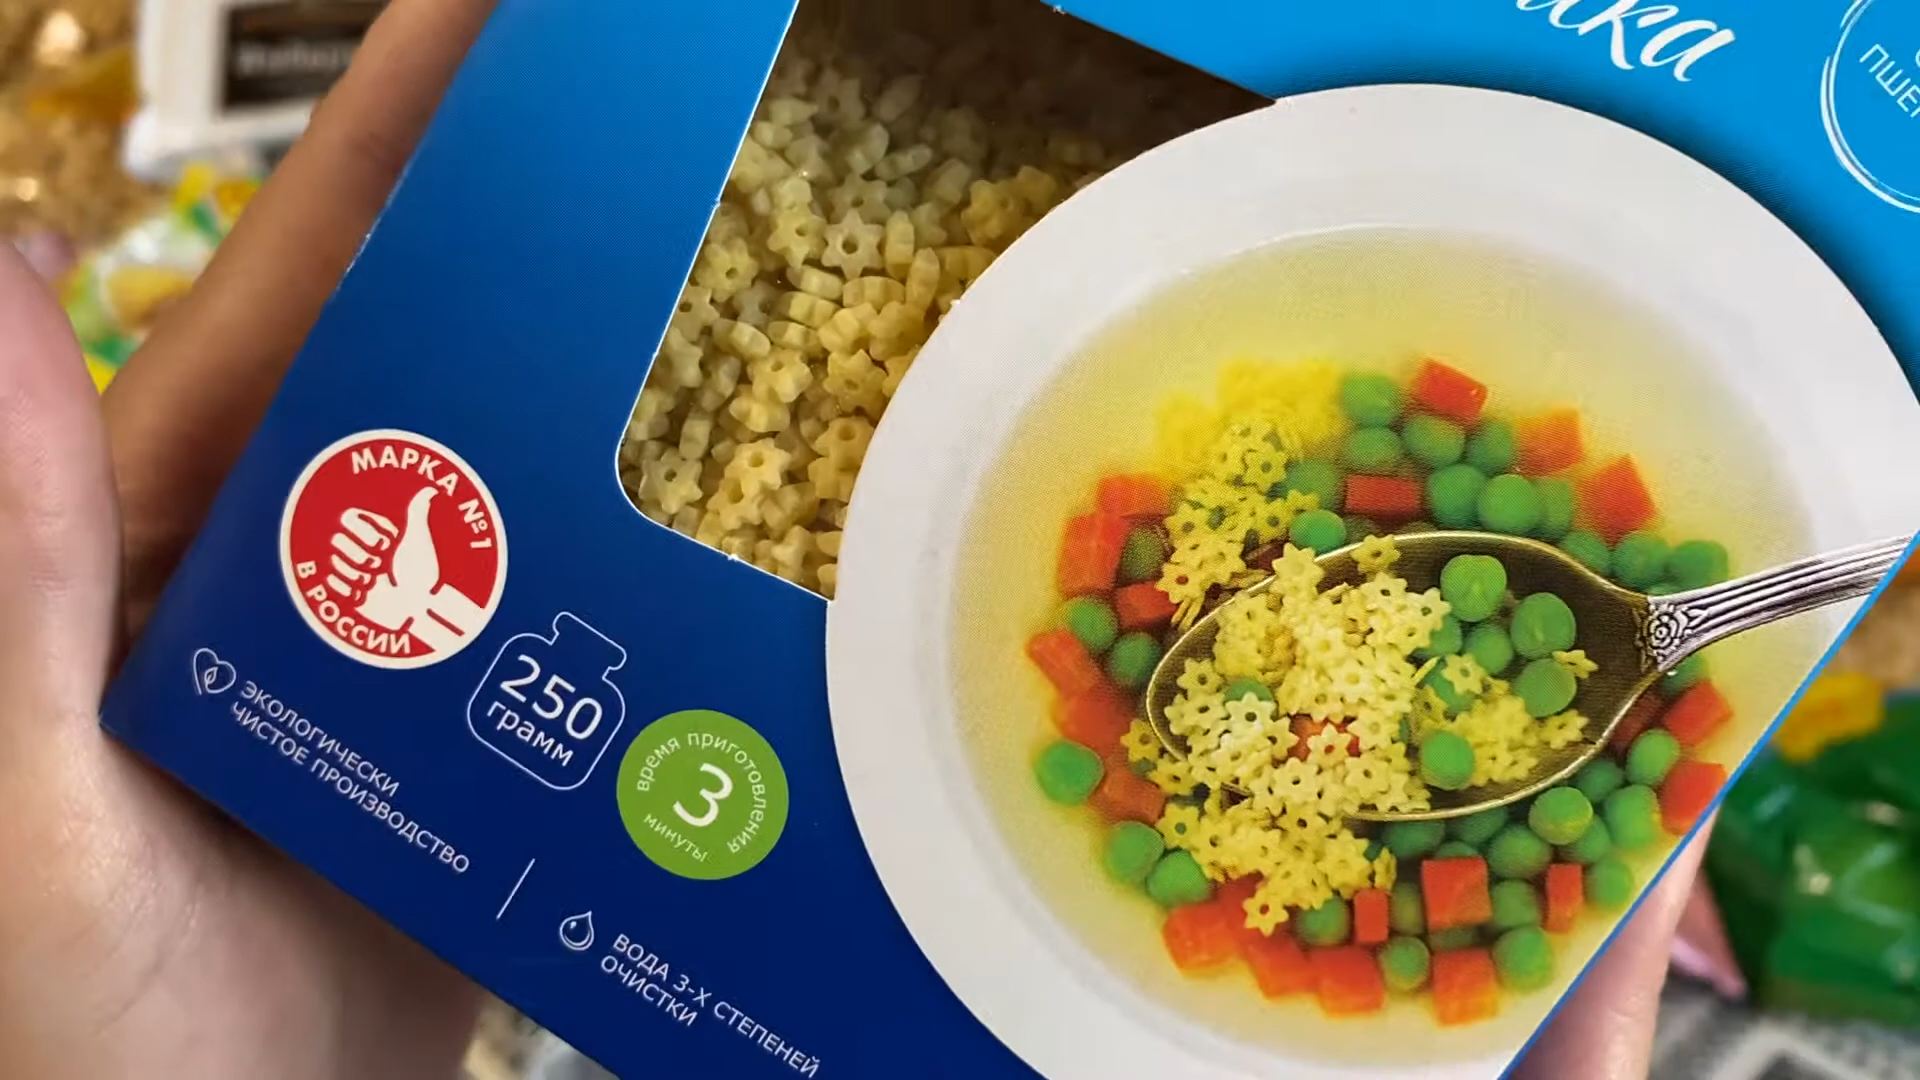 МАРКА №1
В РОССИИ
250
грамм
время приготовления
3
минуты
ЭКОЛОГИЧЕСКИ
ЧИСТОЕ ПРОИЗВОДСТВО
ВОДА 3-Х СТЕПЕНЕЙ
ОЧИСТКИ